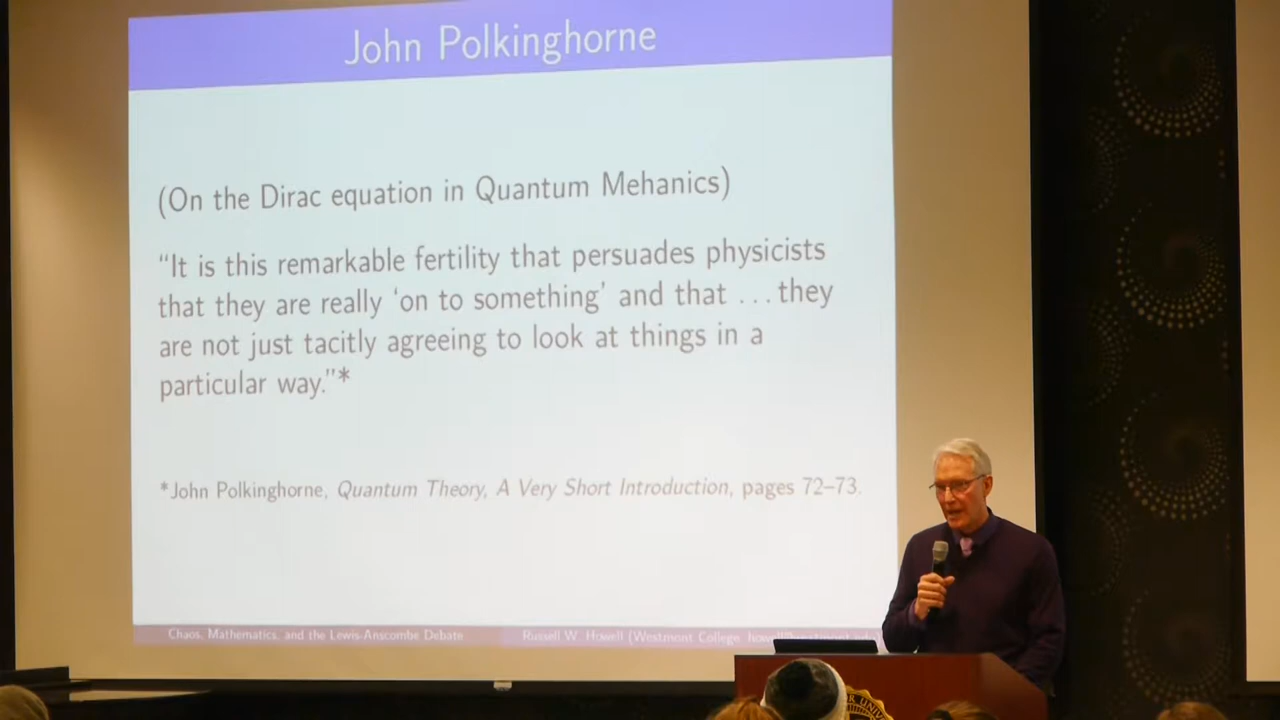 John Polkinghorne
(On the Dirac equation in Quantum Mehanics)
“It is this remarkable fertility that persuades physicists
that they are really ‘on to something’ and that ... they
are not just tacitly agreeing to look at things in a
particular way.”*
*John Polkinghorne, Quantum Theory, A Very Short Introduction, pages 72–73.
Chaos, Mathematics, and the Lewis-Anscombe Debate
Russell W. Howell (Westmont College